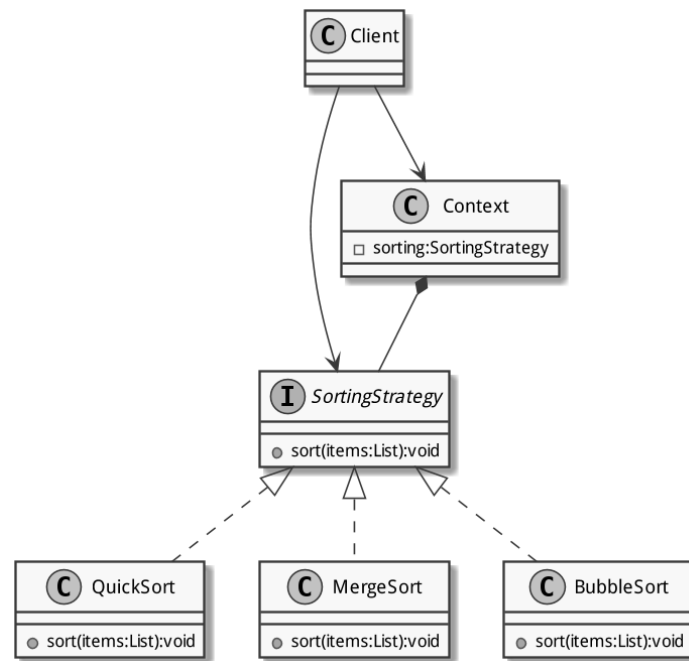 C Client
C Context
sorting:SortingStrategy
I SortingStrategy
sort(items:List):void
C QuickSort
sort(items:List):void
C MergeSort
sort(items:List):void
C BubbleSort
sort(items:List):void